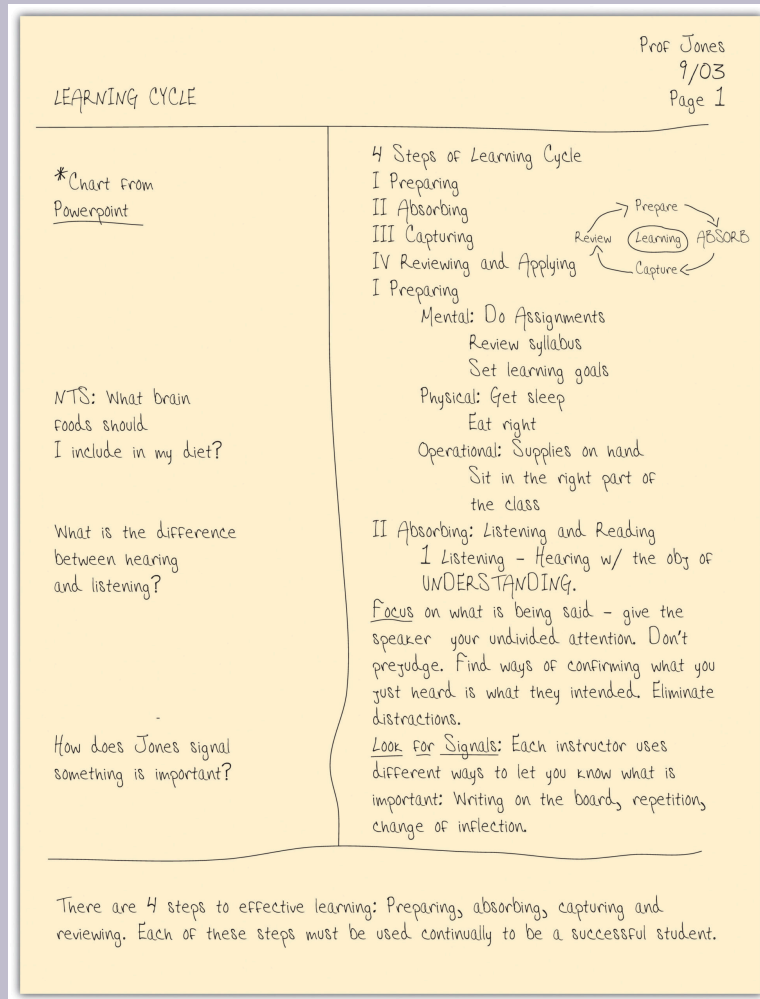 Prof Jones
9/03
LEARNING CYCLE
Page 1
*Chart from
Powerpoint
NTS: What brain
foods should
I include in my diet?
What is the difference
between hearing
and listening?
How does Jones signal
something is important?
4 Steps of Learning Cycle
I Preparing
II Absorbing
III Capturing
IV Reviewing and Applying
Prepare
Review
Learning
ABSORB
Capture
I Preparing
Mental: Do Assignments
Review syllabus
Set learning goals
Physical: Get sleep
Eat right
Operational: Supplies on hand
Sit in the right part of
the class
II Absorbing: Listening and Reading
1 Listening - Hearing w/ the obj of
UNDERSTANDING.
Focus on what is being said - give the
speaker your undivided attention. Don't
prejudge. Find ways of confirming what you
just heard is what they intended. Eliminate
distractions.
Look for Signals: Each instructor uses
different ways to let you know what is
important: Writing on the board, repetition,
change of inflection.
There are 4 steps to effective learning: Preparing, absorbing, capturing and
reviewing. Each of these steps must be used continually to be a successful student.